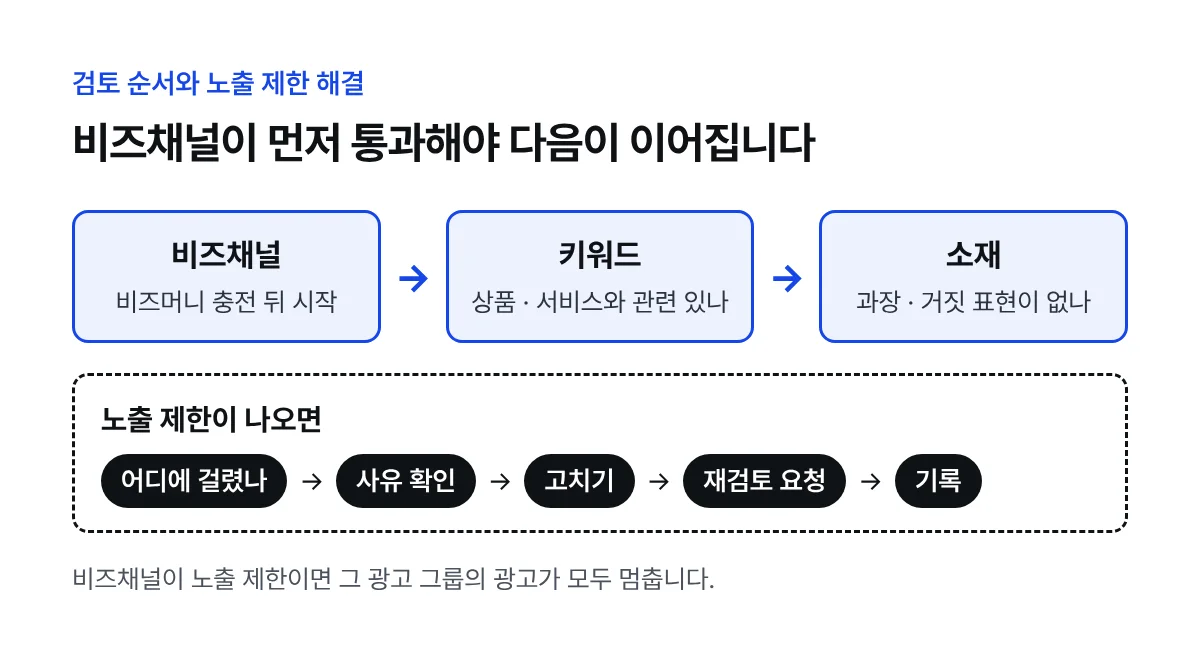 검토 순서와 노출 제한 해결
비즈채널이 먼저 통과해야 다음이 이어집니다
비즈채널 → 키워드 → 소재
비즈머니 충전 뒤 시작 상품 · 서비스와 관련 있나 과장 · 거짓 표현이 없나
노출 제한이 나오면
어디에 걸렸나 → 사유 확인 → 고치기 → 재검토 요청 → 기록
비즈채널이 노출 제한이면 그 광고 그룹의 광고가 모두 멈춥니다.